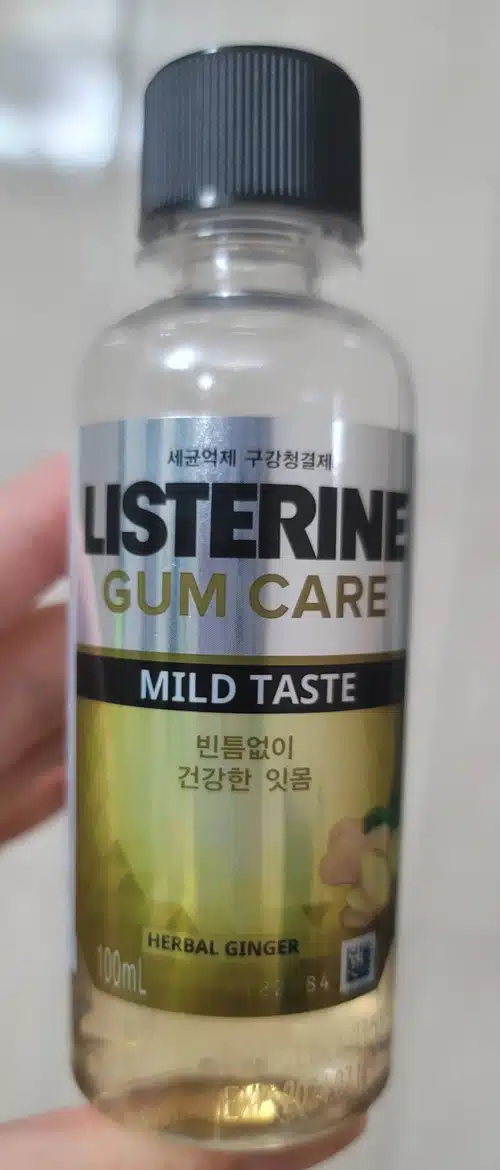 세균억제 구강청결제
LISTERINE
GUM CARE
MILD TASTE
빈틈없이
건강한 잇몸
HERBAL GINGER
100mL